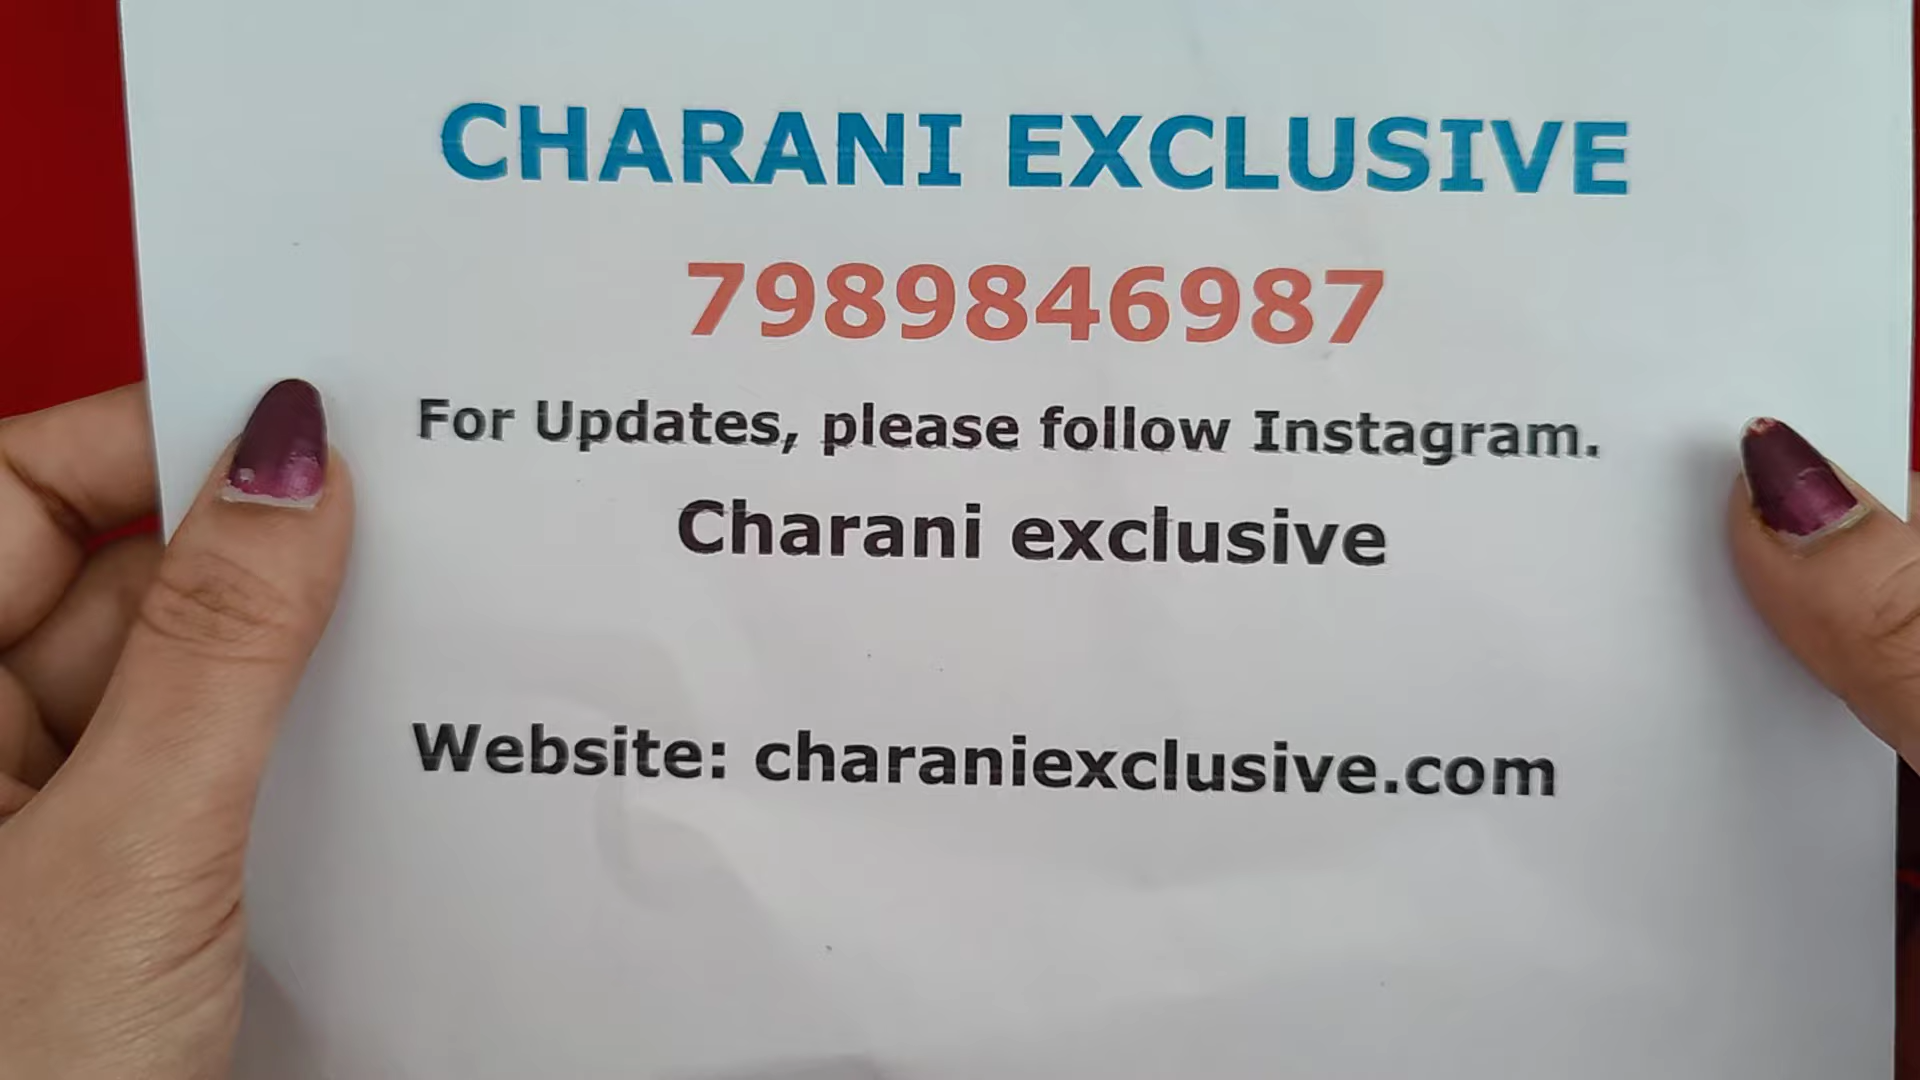 CHARANI EXCLUSIVE
7989846987
For Updates, please follow Instagram.
Charani exclusive
Website: charaniexclusive.com